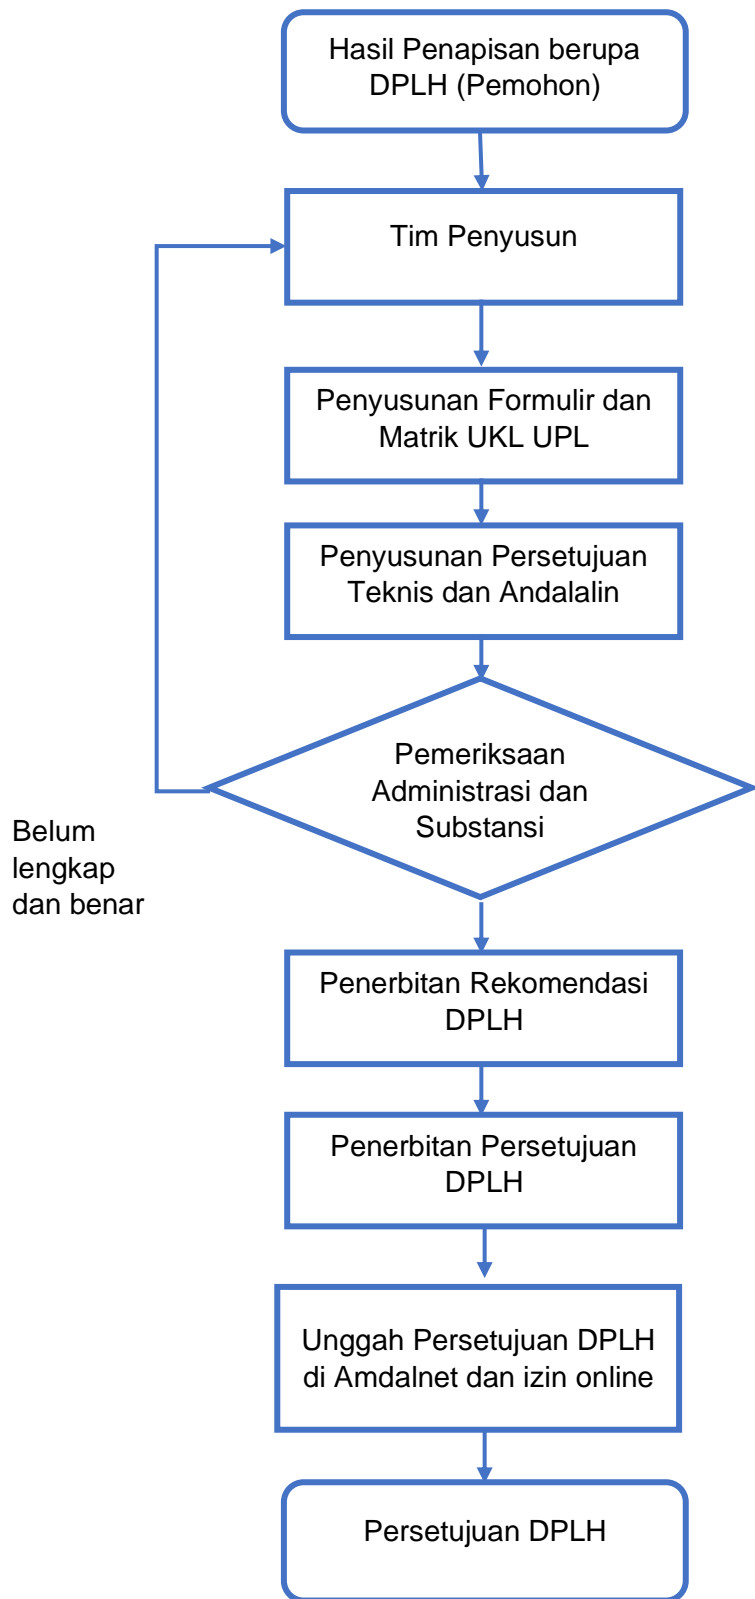 Hasil Penapisan berupa
DPLH (Pemohon)
Tim Penyusun
Penyusunan Formulir dan
Matrik UKL UPL
Penyusunan Persetujuan
Teknis dan Andalalin
Pemeriksaan
Administrasi dan
Substansi
Belum
lengkap
dan benar
Penerbitan Rekomendasi
DPLH
Penerbitan Persetujuan
DPLH
Unggah Persetujuan DPLH
di Amdalnet dan izin online
Persetujuan DPLH